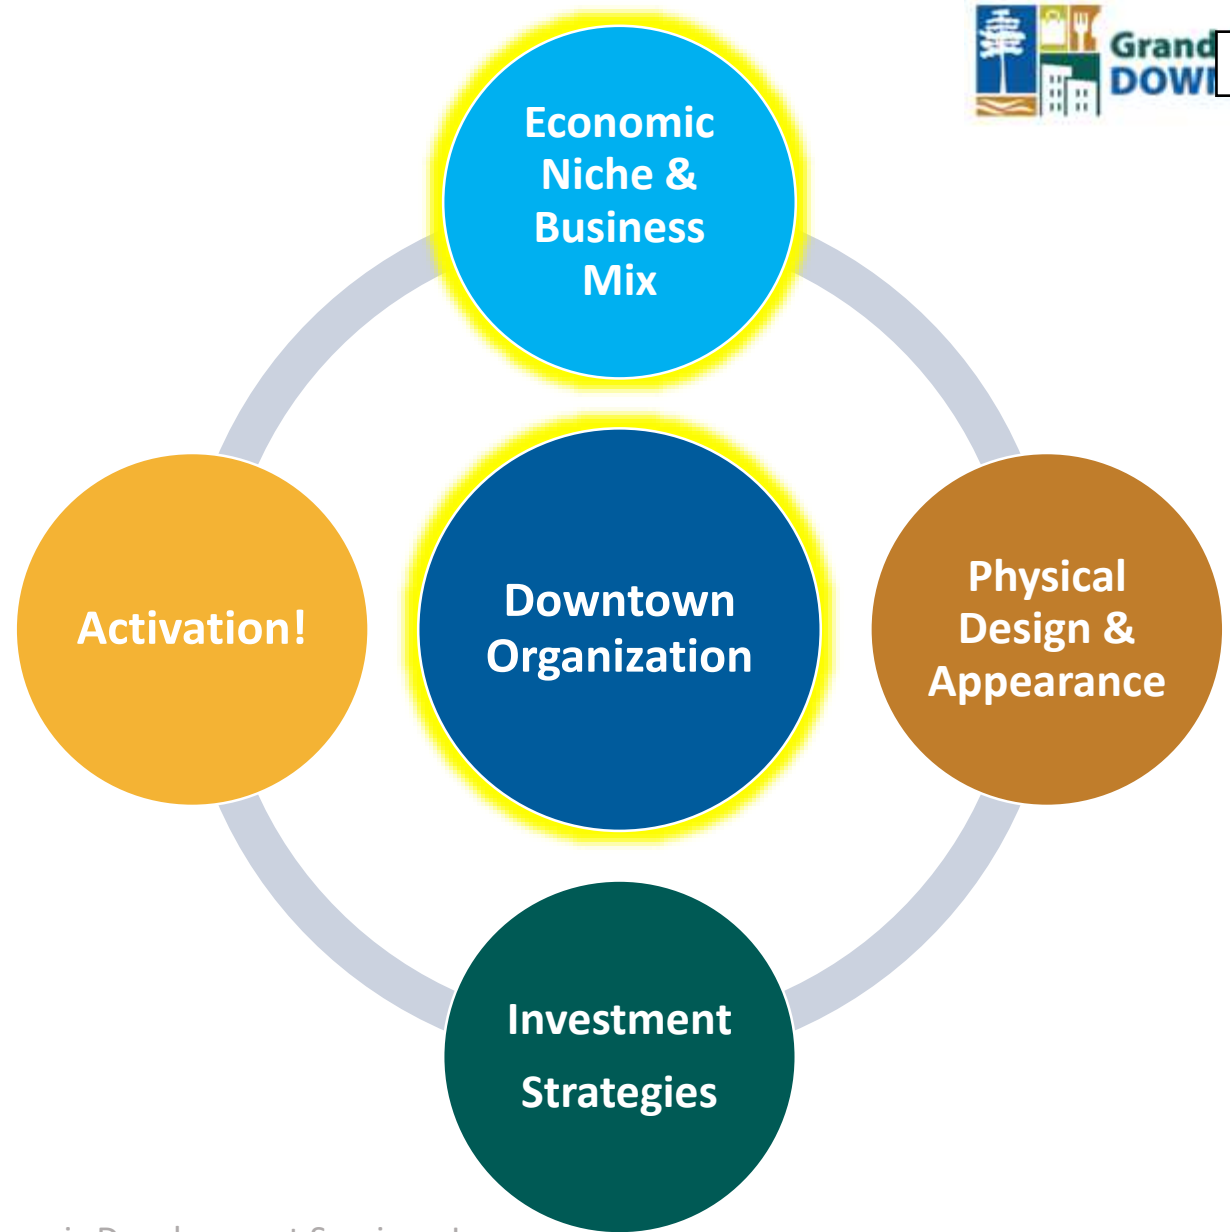 Grand
Economic
Niche &
Business
Mix
Activation!
Downtown
Organization
Physical
Design &
Appearance
Investment
Strategies